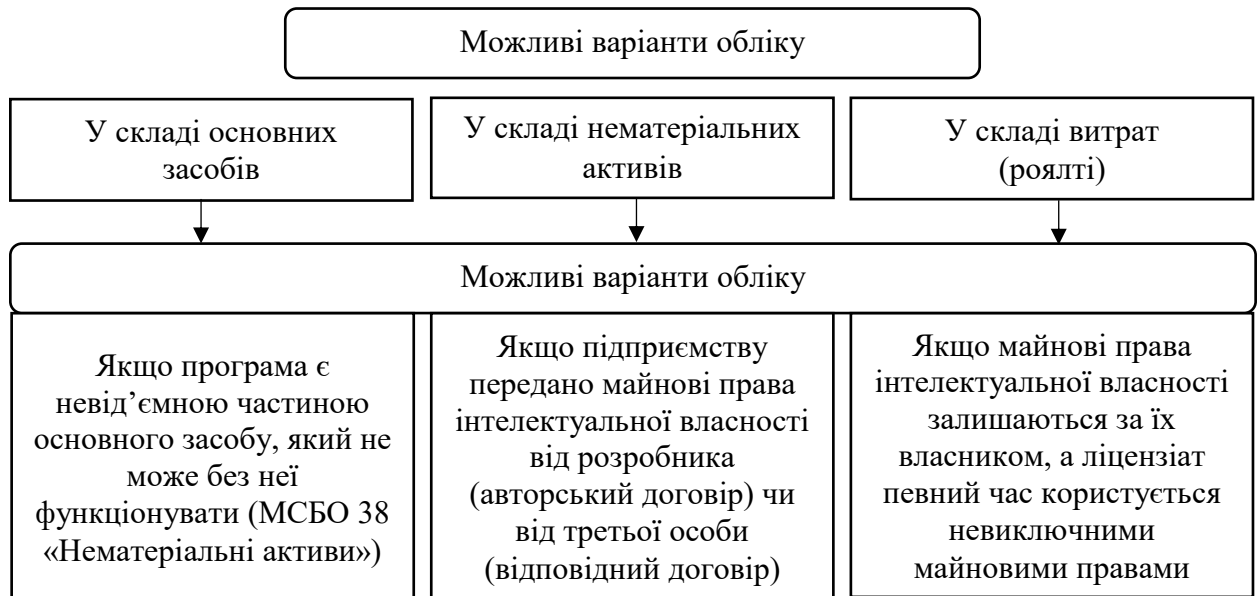 Можливі варіанти обліку
У складі основних
засобів
У складі нематеріальних
активів
У складі витрат
(роялті)
Можливі варіанти обліку
Якщо програма є
невід’ємною частиною
основного засобу, який не
може без неї
функціонувати (МСБО 38
«Нематеріальні активи»)
Якщо підприємству
передано майнові права
інтелектуальної власності
від розробника
(авторський договір) чи
від третьої особи
(відповідний договір)
Якщо майнові права
інтелектуальної власності
залишаються за їх
власником, а ліцензіат
певний час користується
невиключними
майновими правами